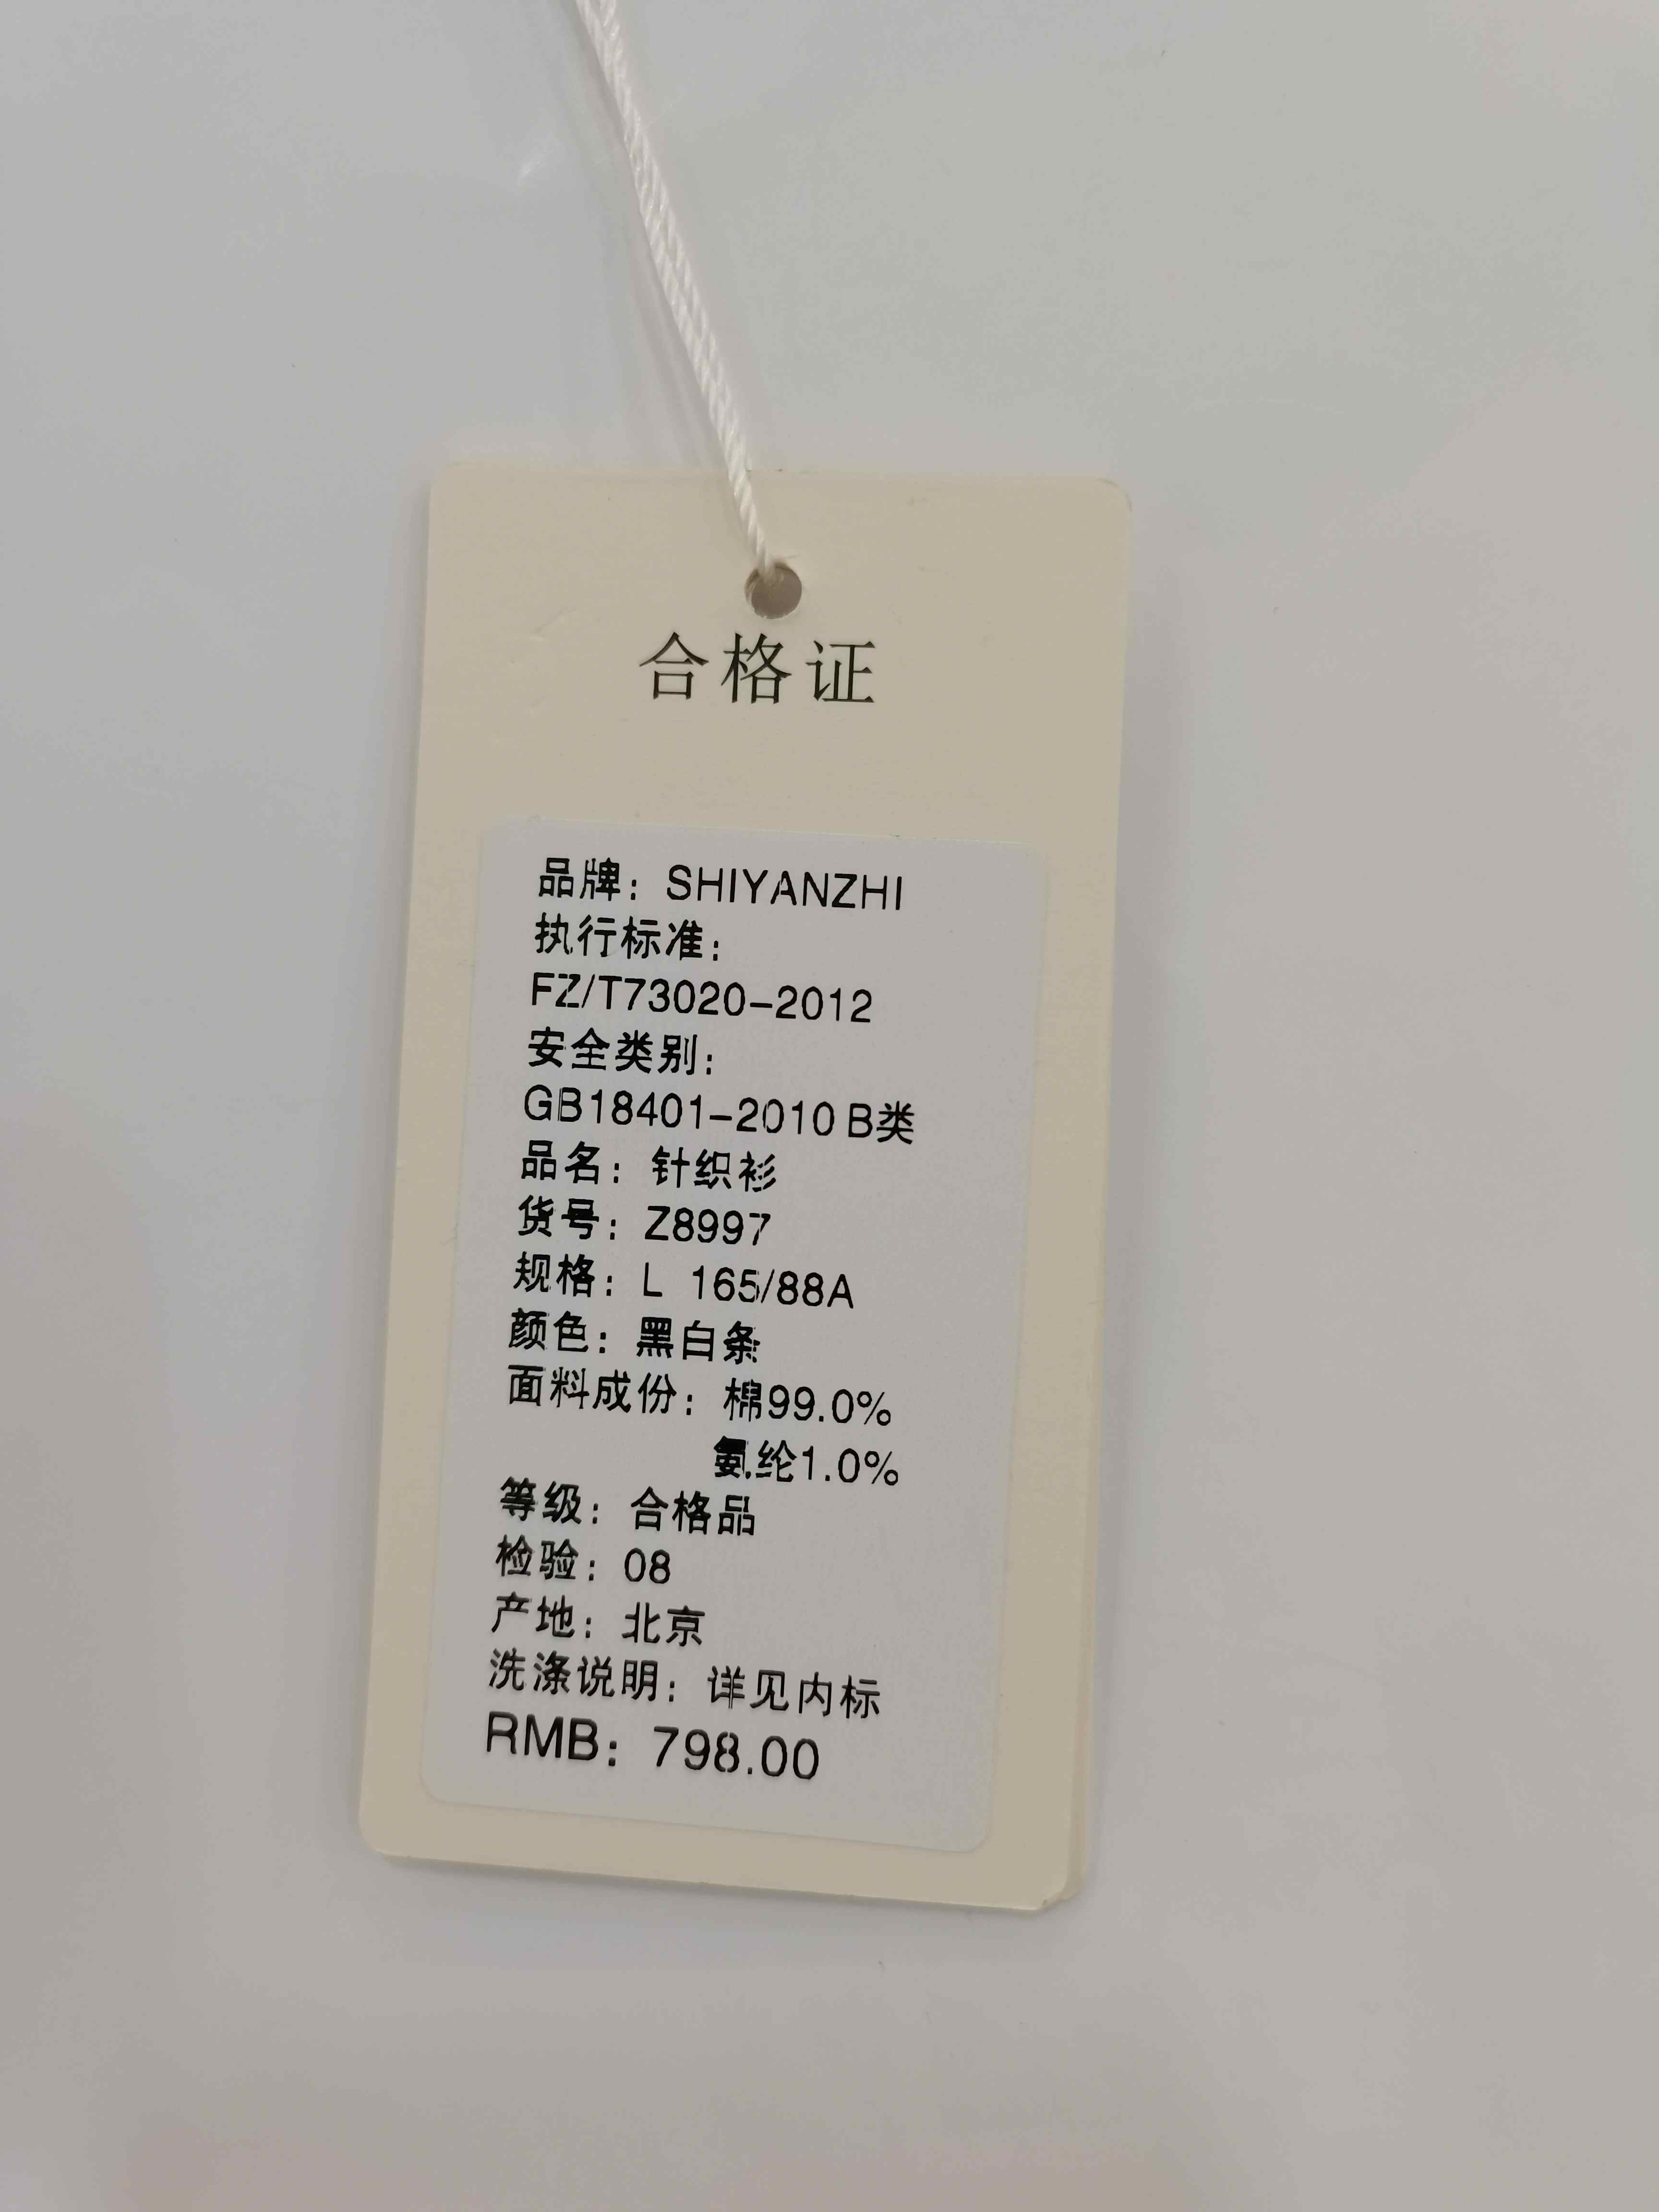 合格证
品牌：SHIYANZHI
执行标准：
FZ/T73020-2012
安全类别：
GB18401-2010 B类
品名：针织衫
货号：Z8997
规格：L 165/88A
颜色：黑白条
面料成份：棉99.0%
氨纶1.0%
等级：合格品
检验：08
产地：北京
洗涤说明：详见内标
RMB：798.00